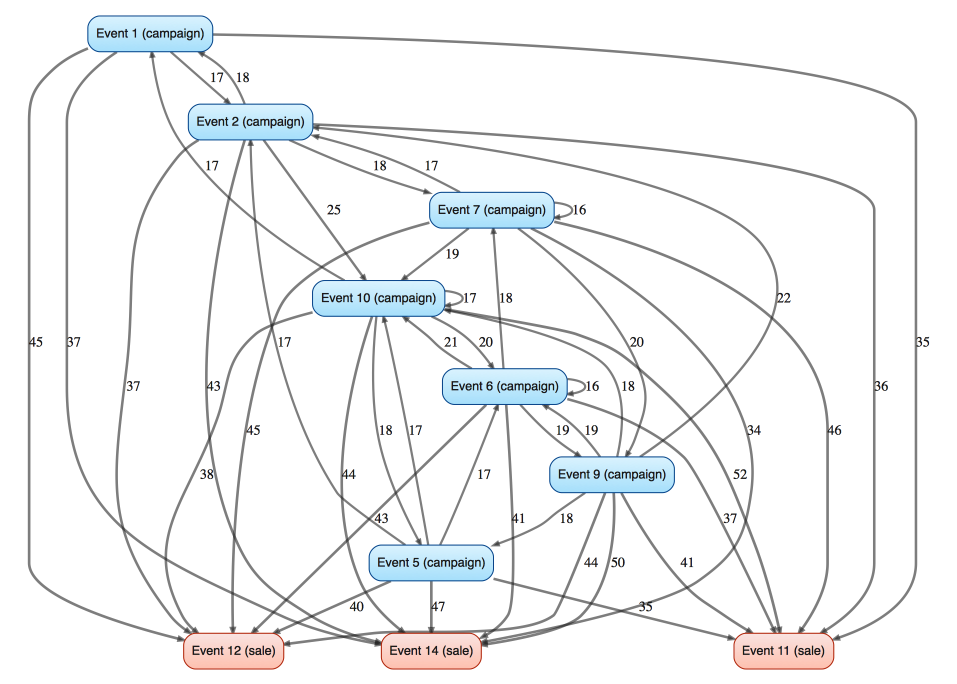 Event 1 (campaign)
17 18
Event 2 (campaign)
17 18 17
Event 7 (campaign)
25 16
19
Event 10 (campaign)
17 18 22
45 37 17 21 20 20 35
Event 6 (campaign)
37 43 16 18 36
45 18 17 19 19 34 46
Event 9 (campaign)
38 44 17 52
43 41 18 37
Event 5 (campaign)
44 50 41
40 47 35
Event 12 (sale)
Event 14 (sale)
Event 11 (sale)